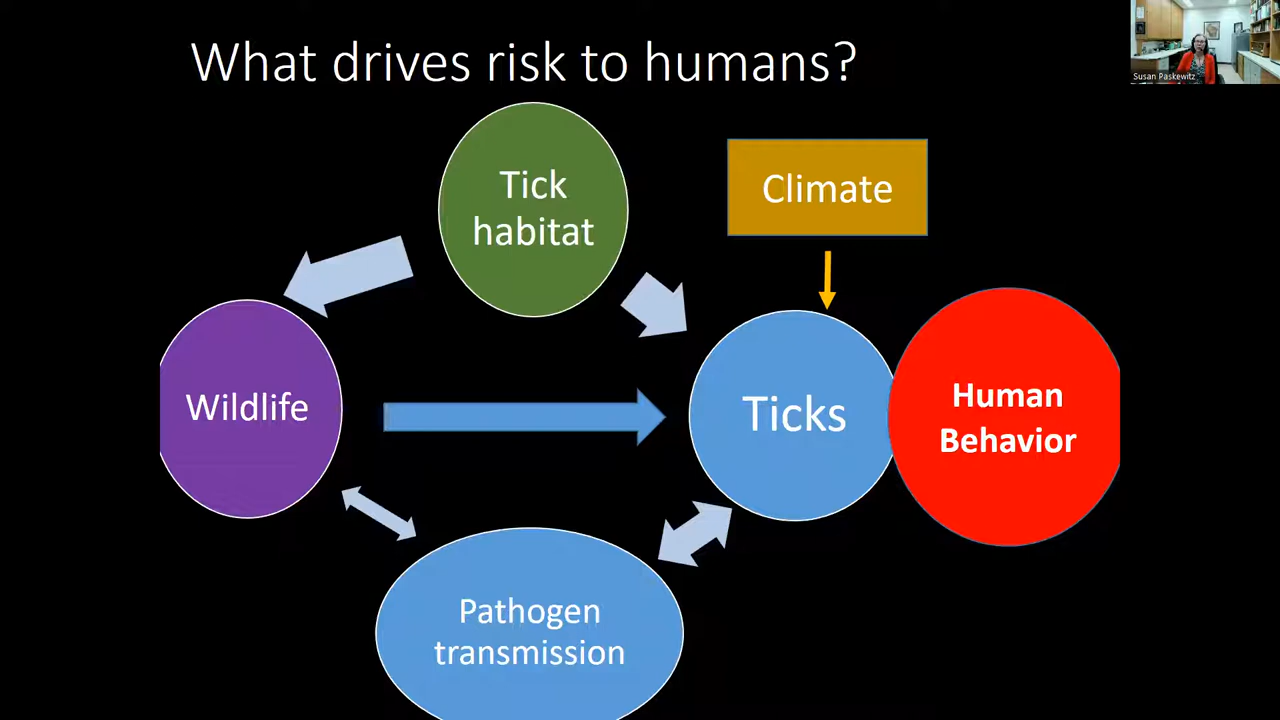 What drives risk to humans?
Susan Paskewitz
Tick
habitat
Climate
Wildlife
Ticks
Human
Behavior
Pathogen
transmission